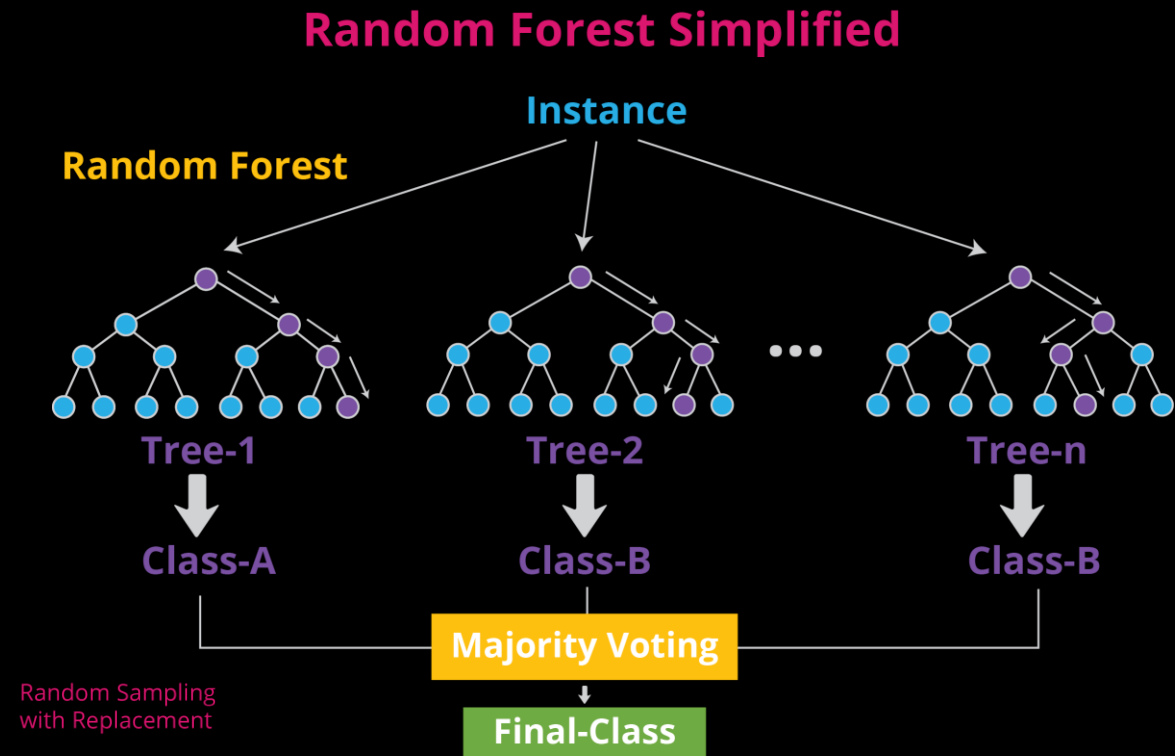 Random Forest Simplified
Instance
Random Forest
Tree-1
Tree-2
Tree-n
Class-A
Class-B
Class-B
Majority Voting
Random Sampling
with Replacement
Final-Class